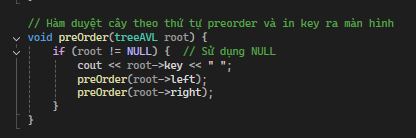 // Hàm duyệt cây theo thứ tự preorder và in key ra màn hình
void preOrder(treeAVL root) {
    if (root != NULL) {  // Sử dụng NULL
        cout << root->key << " ";
        preOrder(root->left);
        preOrder(root->right);
    }
}